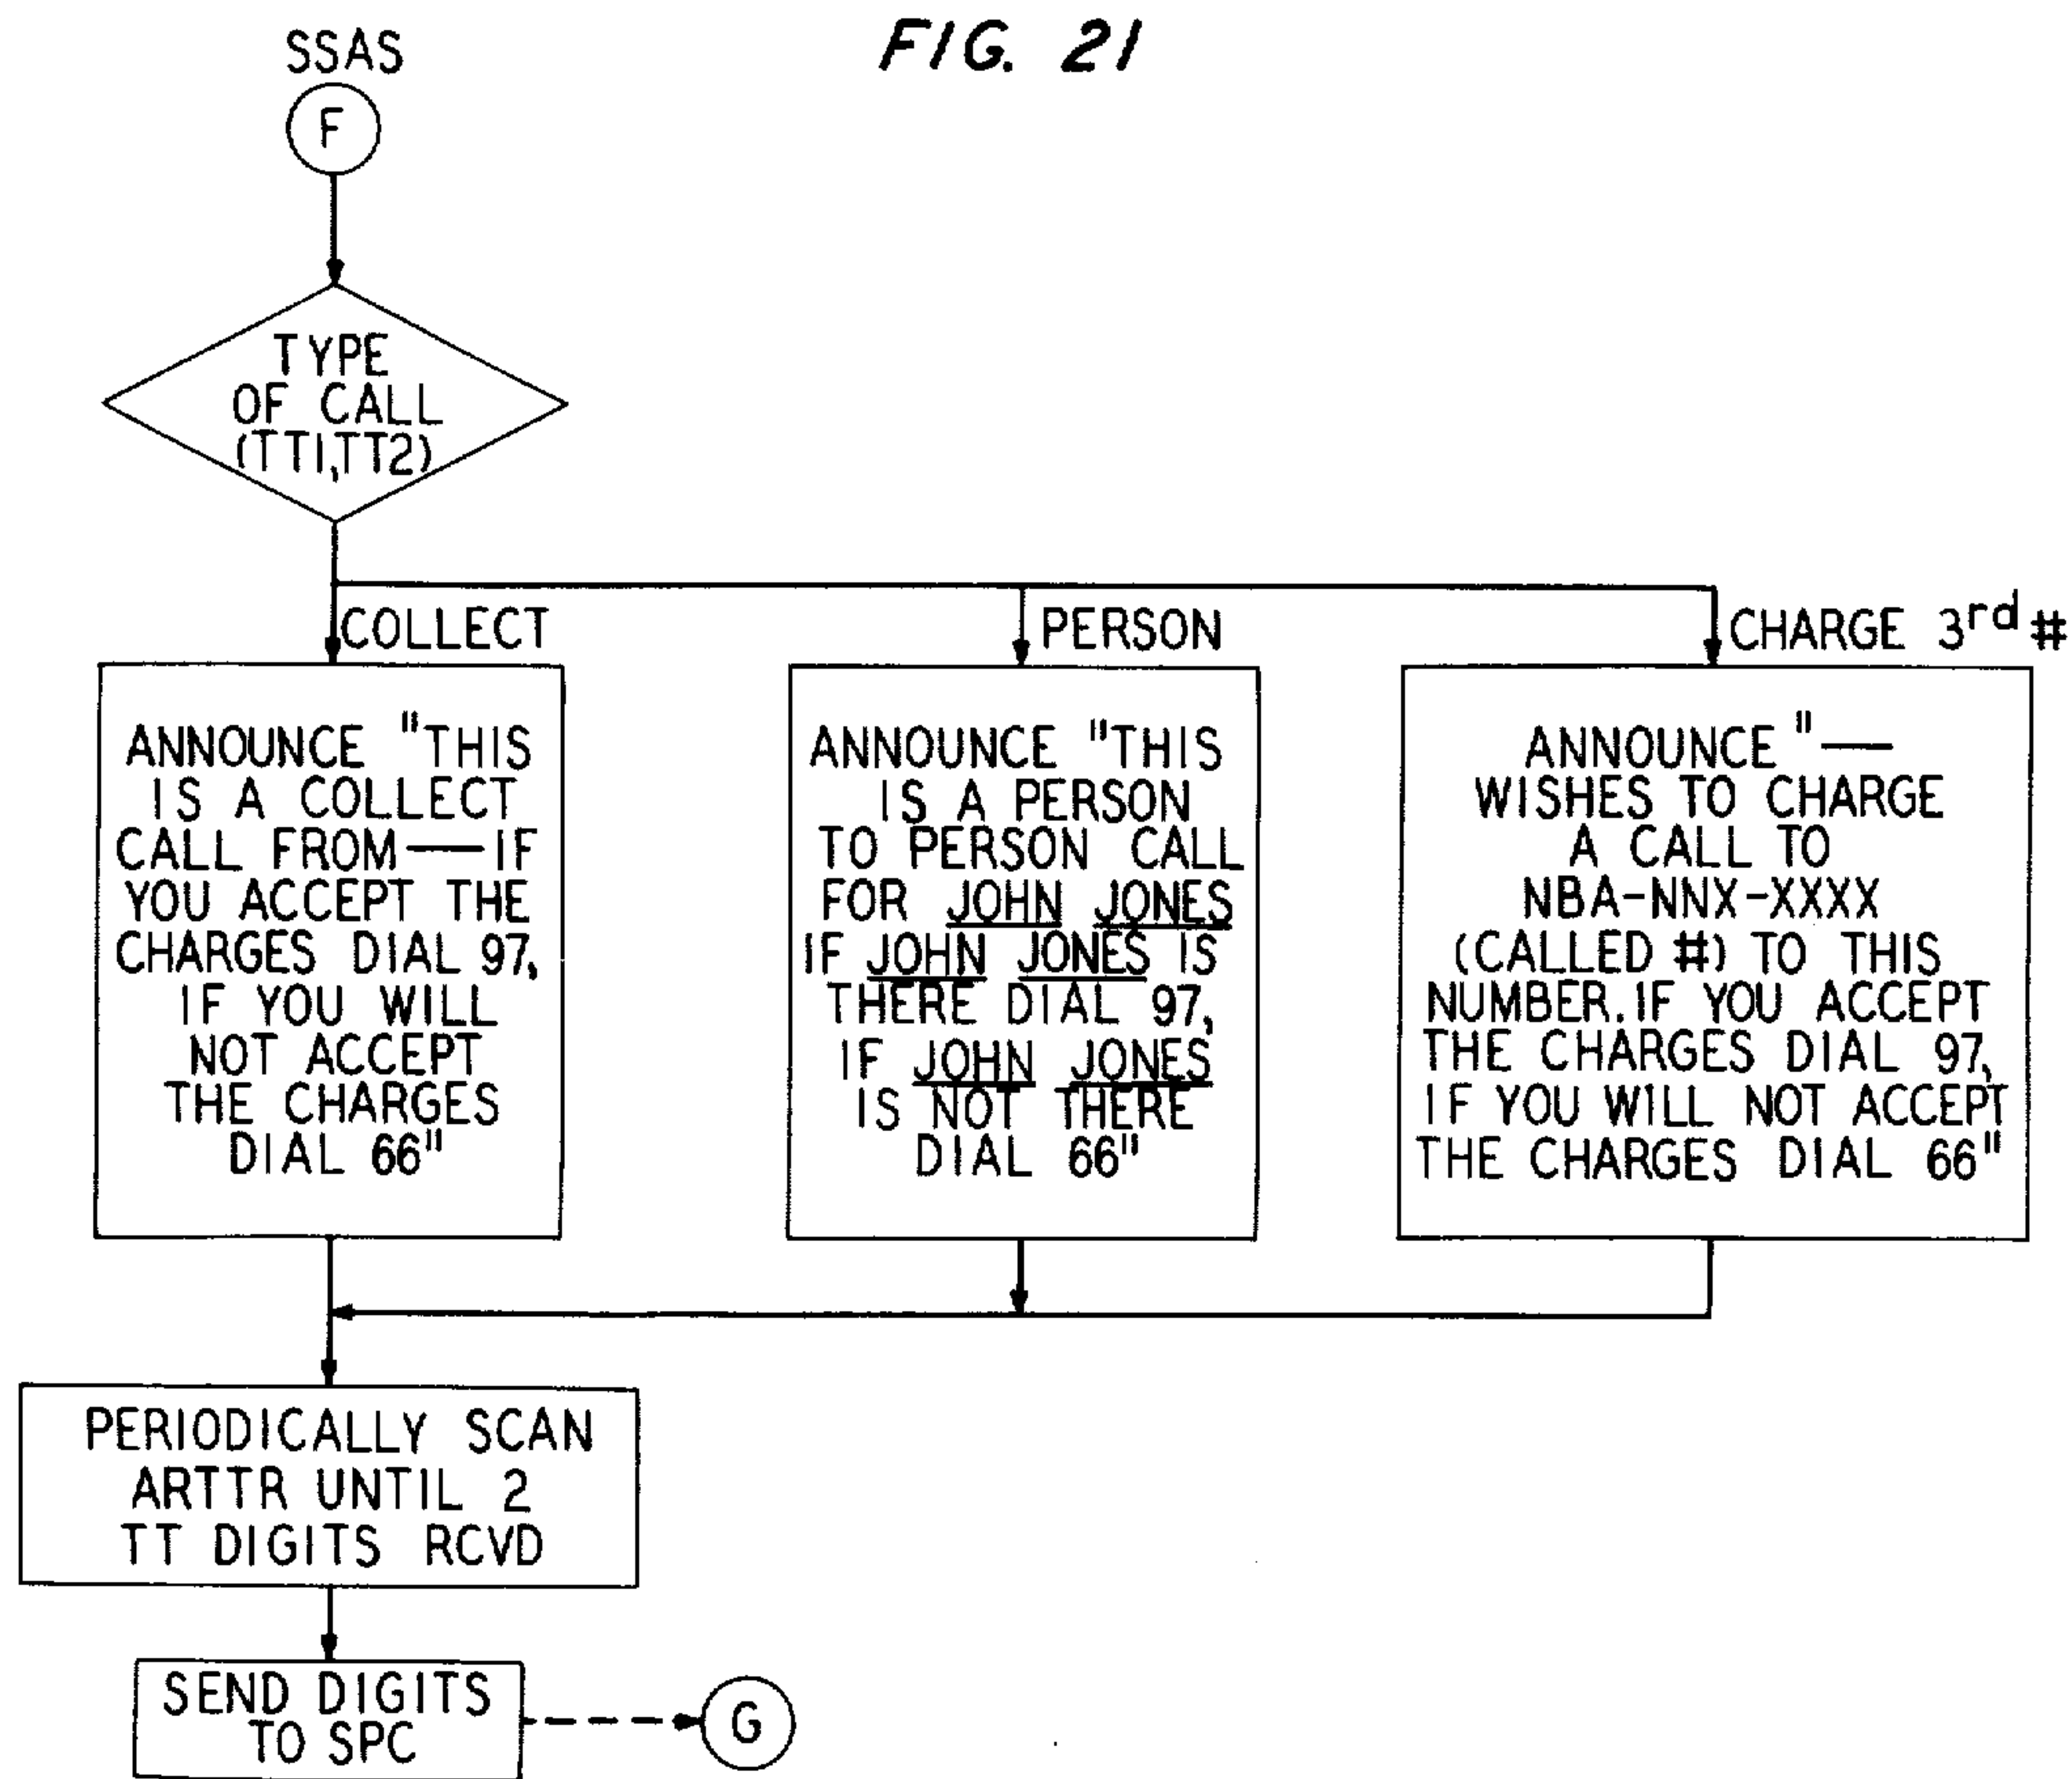 FIG. 21
SSAS
F
TYPE
OF CALL
(TT1,TT2)
COLLECT
PERSON
CHARGE 3rd #
ANNOUNCE "THIS
IS A COLLECT
CALL FROM — IF
YOU ACCEPT THE
CHARGES DIAL 97,
IF YOU WILL
NOT ACCEPT
THE CHARGES
DIAL 66"
ANNOUNCE "THIS
IS A PERSON
TO PERSON CALL
FOR JOHN JONES
IF JOHN JONES IS
THERE DIAL 97,
IF JOHN JONES
IS NOT THERE
DIAL 66"
ANNOUNCE "—
WISHES TO CHARGE
A CALL TO
NBA-NNX-XXXX
(CALLED #) TO THIS
NUMBER. IF YOU ACCEPT
THE CHARGES DIAL 97,
IF YOU WILL NOT ACCEPT
THE CHARGES DIAL 66"
PERIODICALLY SCAN
ARTTR UNTIL 2
TT DIGITS RCVD
SEND DIGITS
TO SPC
G